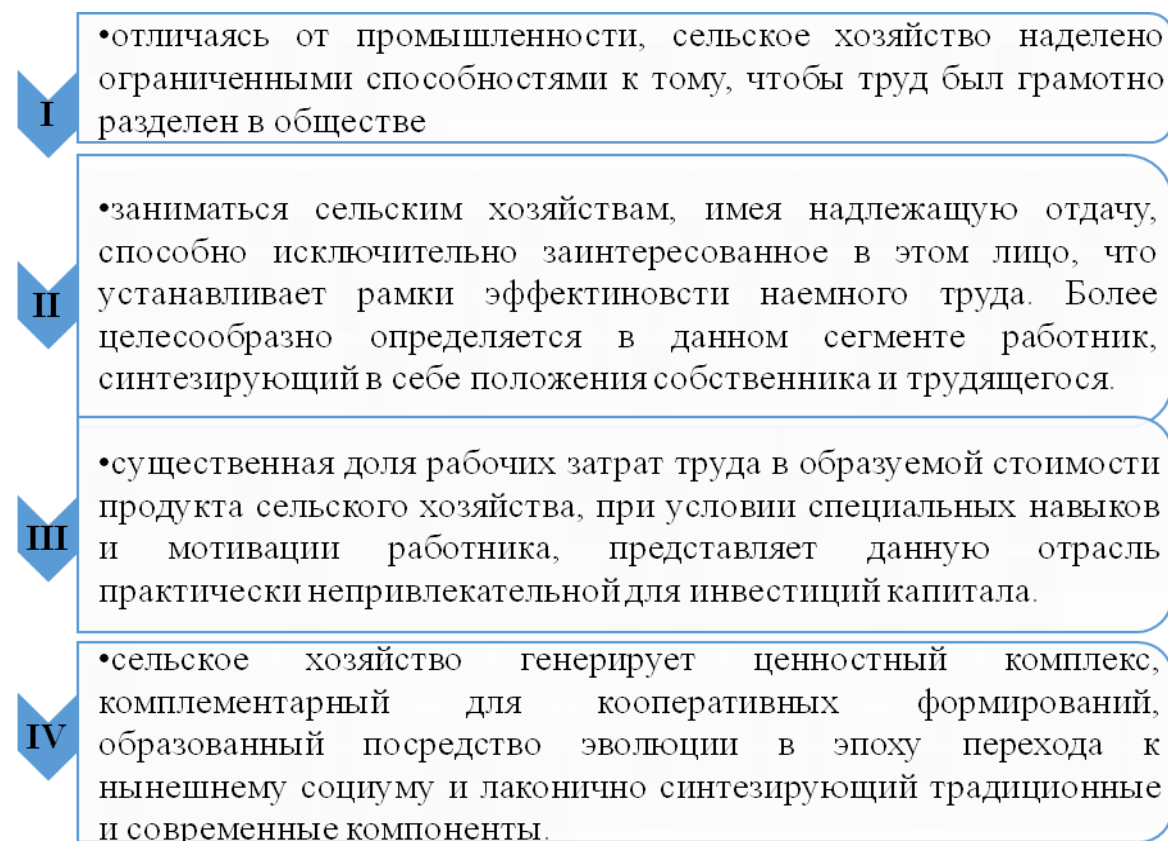 •отличаясь от промышленности, сельское хозяйство наделено
ограниченными способностями к тому, чтобы труд был грамотно
I
разделен в обществе
•заниматься сельским хозяйствам, имея надлежащую отдачу,
способно исключительно заинтересованное в этом лицо, что
II
устанавливает рамки эффектиновсти наемного труда. Более
целесообразно определяется в данном сегменте работник,
синтезирующий в себе положения собственника и трудящегося.
•существенная доля рабочих затрат труда в образуемой стоимости
продукта сельского хозяйства, при условии специальных навыков
III
и мотивации работника, представляет данную отрасль
практически непривлекательной для инвестиций капитала.
•сельское хозяйство генерирует ценностный комплекс,
комплементарный для кооперативных формирований,
IV
образованный посредство эволюции в эпоху перехода к
нынешнему социуму и лаконично синтезирующий традиционные
и современные компоненты.